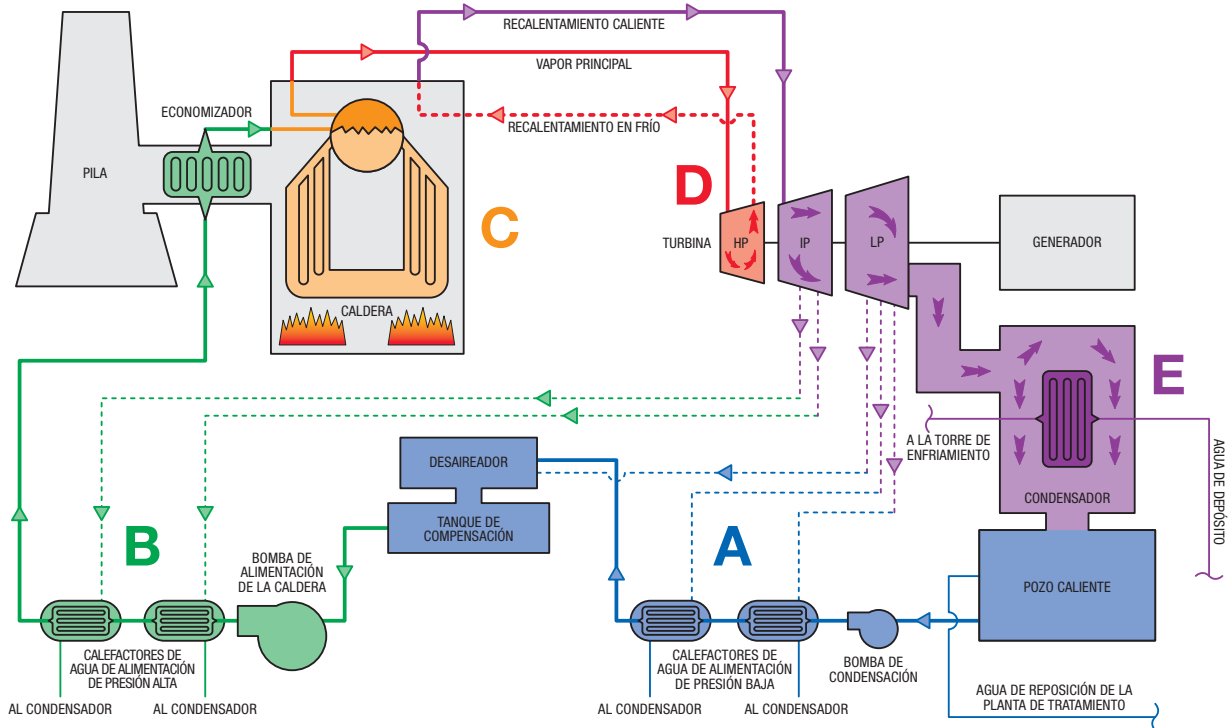 RECALENTAMIENTO CALIENTE
VAPOR PRINCIPAL
ECONOMIZADOR
RECALENTAMIENTO EN FRÍO
PILA
D
C
TURBINA
HP
IP
LP
GENERADOR
CALDERA
E
A LA TORRE DE
ENFRIAMIENTO
AGUA DE DEPÓSITO
DESAIREADOR
CONDENSADOR
TANQUE DE
COMPENSACIÓN
B
A
BOMBA DE
ALIMENTACIÓN
DE LA CALDERA
POZO CALIENTE
CALEFACTORES DE
AGUA DE ALIMENTACIÓN
DE PRESIÓN ALTA
CALEFACTORES DE
AGUA DE ALIMENTACIÓN
DE PRESIÓN BAJA
BOMBA DE
CONDENSACIÓN
AL CONDENSADOR
AL CONDENSADOR
AL CONDENSADOR
AL CONDENSADOR
AGUA DE REPOSICIÓN DE LA
PLANTA DE TRATAMIENTO